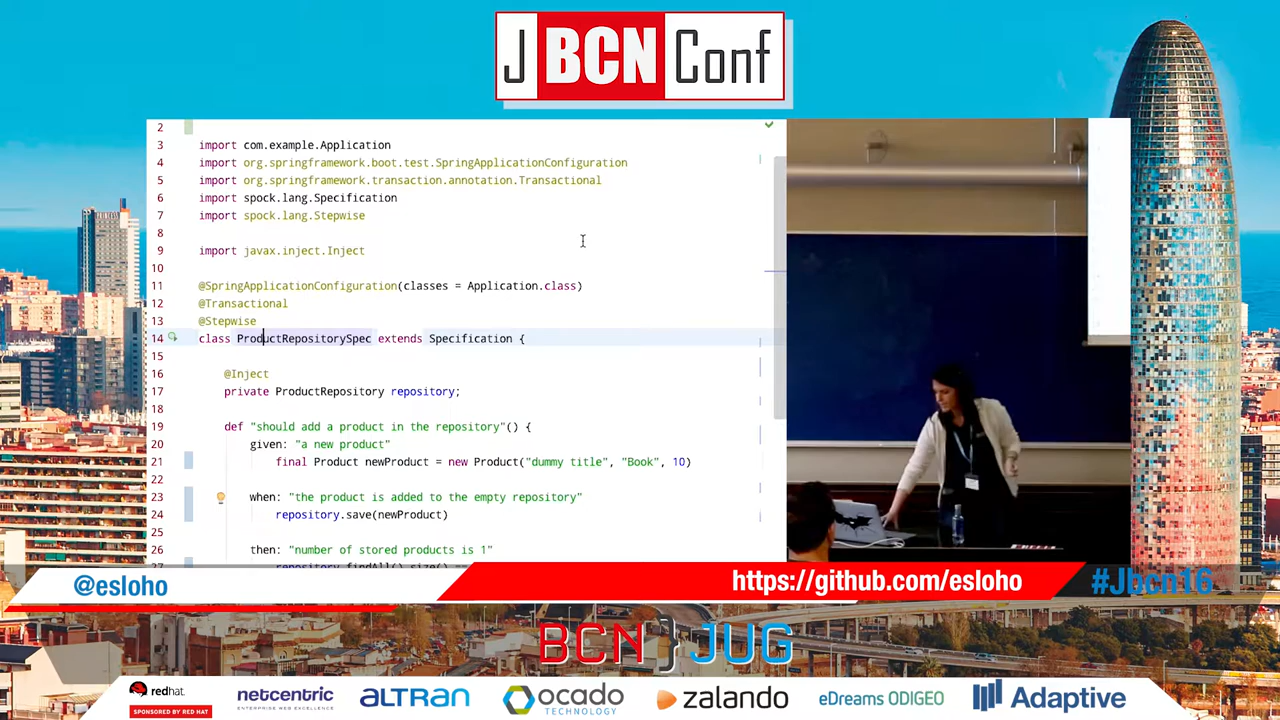 J BCN Conf
2
3 import com.example.Application
4 import org.springframework.boot.test.SpringApplicationConfiguration
5 import org.springframework.transaction.annotation.Transactional
6 import spock.lang.Specification
7 import spock.lang.Stepwise
8
9 import javax.inject.Inject
10
11 @SpringApplicationConfiguration(classes = Application.class)
12 @Transactional
13 @Stepwise
14 class ProductRepositorySpec extends Specification {
15
16 @Inject
17 private ProductRepository repository;
18
19 def "should add a product in the repository"() {
20 given: "a new product"
21 final Product newProduct = new Product("dummy title", "Book", 10)
22
23 when: "the product is added to the empty repository"
24 repository.save(newProduct)
25
26 then: "number of stored products is 1"
27 repository.findAll().size() ==
@esloho
https://github.com/esloho
#Jbcn16
BCN } JUG
redhat.
SPONSORED BY RED HAT
netcentric
ENTERPRISE WEB EXCELLENCE
ALTRAN
ocado
TECHNOLOGY
zalando
eDreams ODIGEO
Adaptive